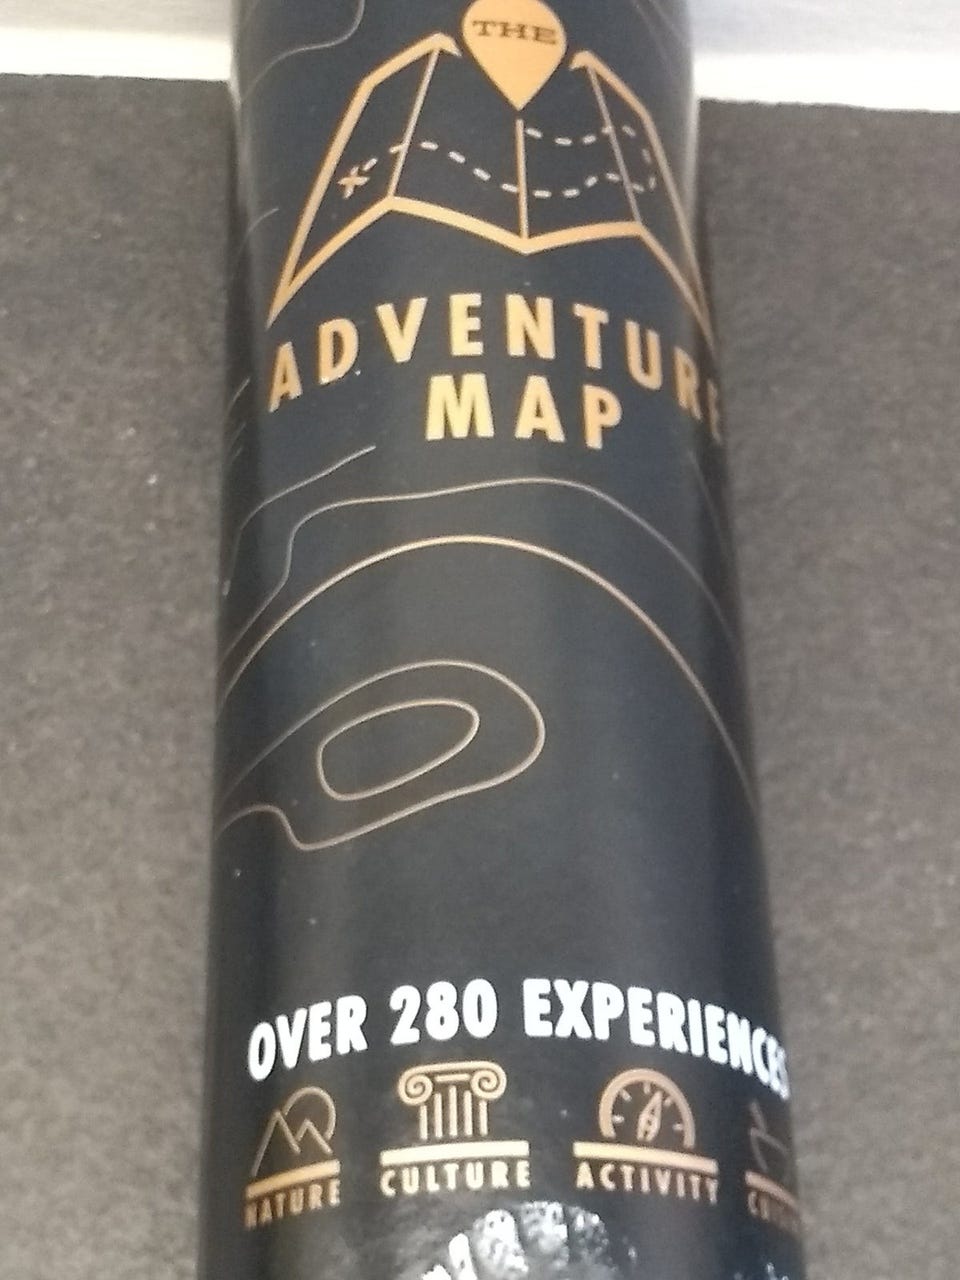 THE
ADVENTURE
MAP
OVER 280 EXPERIENCES
NATURE CULTURE ACTIVITY